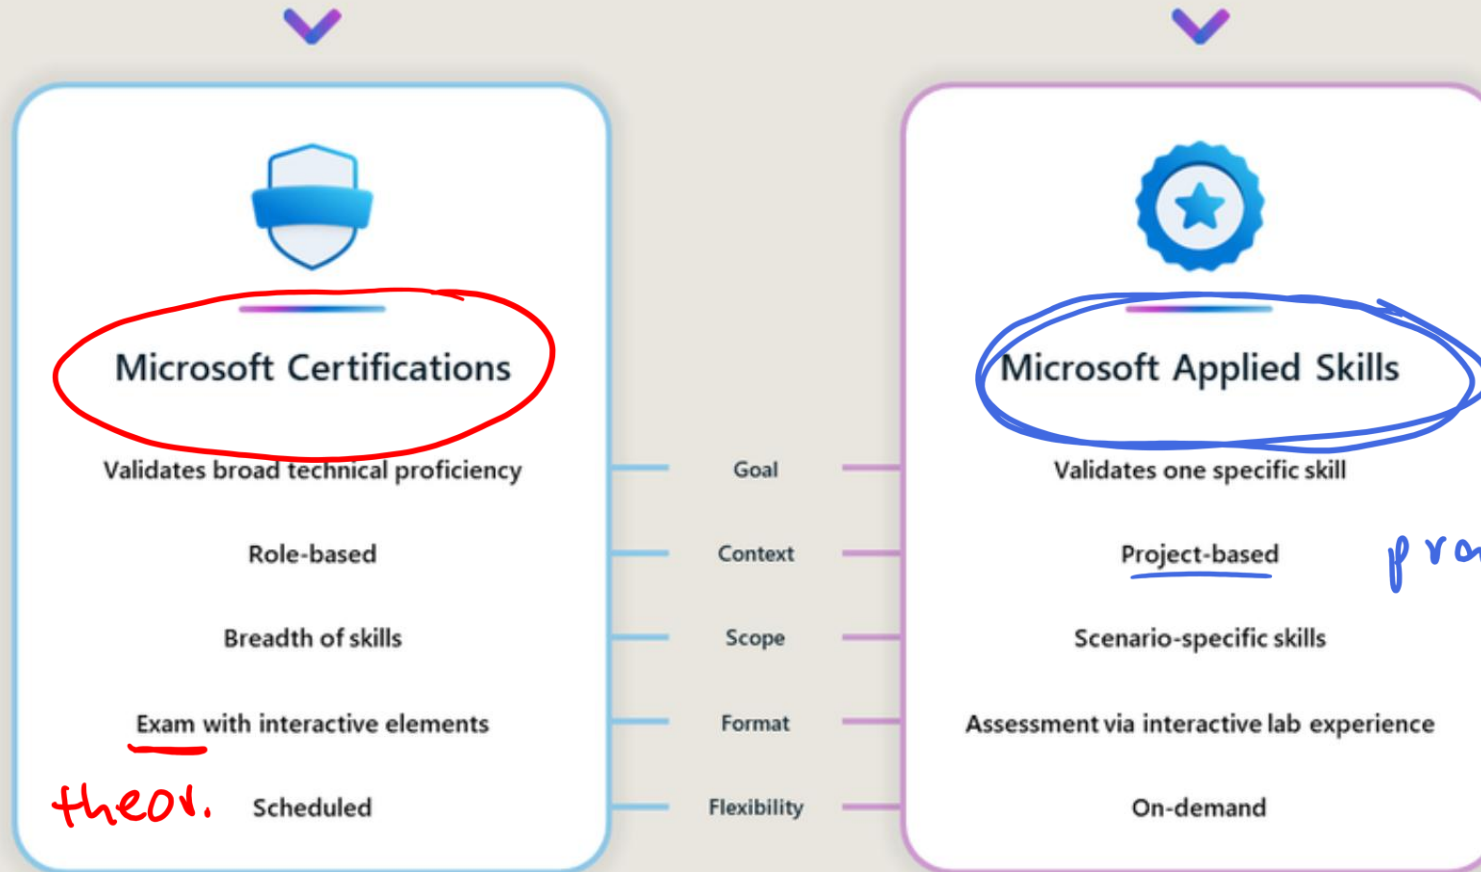 Microsoft Certifications
Validates broad technical proficiency
Role-based
Breadth of skills
Exam with interactive elements
theor.
Scheduled
Goal
Context
Scope
Format
Flexibility
Microsoft Applied Skills
Validates one specific skill
Project-based
Scenario-specific skills
Assessment via interactive lab experience
On-demand